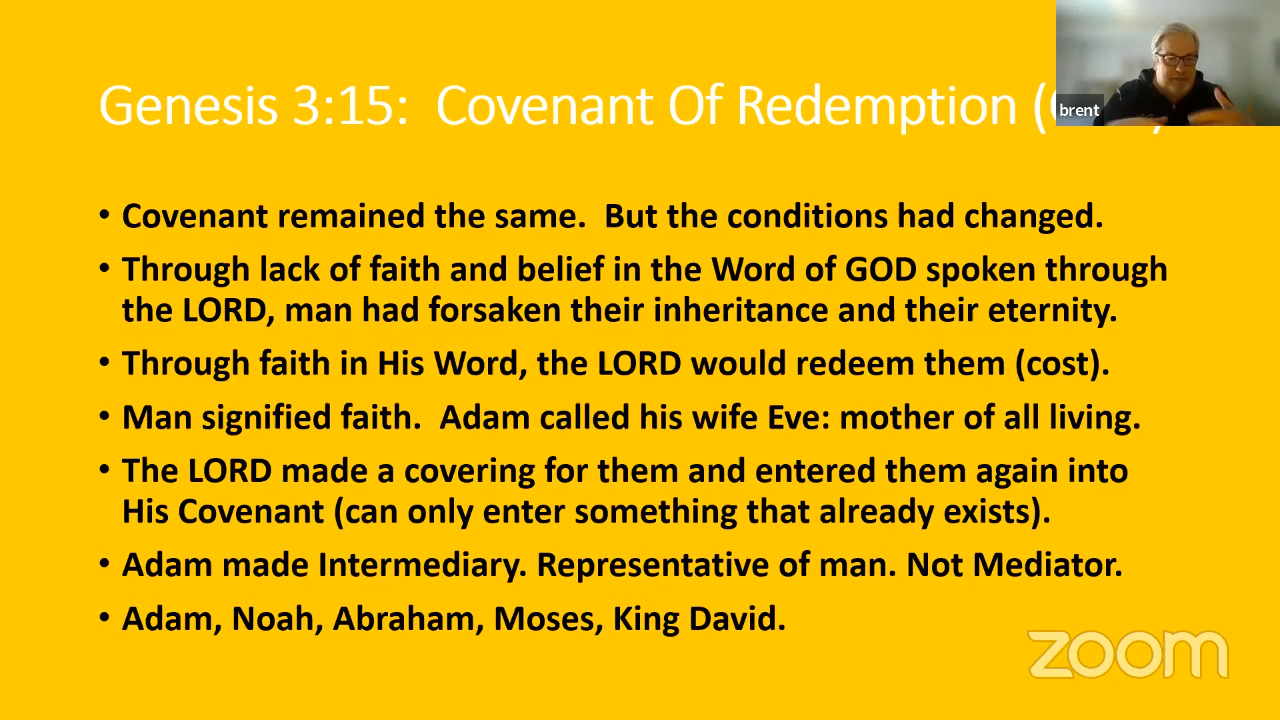 Genesis 3:15:  Covenant Of Redemption (
brent
• Covenant remained the same.  But the conditions had changed.
• Through lack of faith and belief in the Word of GOD spoken through
the LORD, man had forsaken their inheritance and their eternity.
• Through faith in His Word, the LORD would redeem them (cost).
• Man signified faith.  Adam called his wife Eve: mother of all living.
• The LORD made a covering for them and entered them again into
His Covenant (can only enter something that already exists).
• Adam made Intermediary. Representative of man. Not Mediator.
• Adam, Noah, Abraham, Moses, King David.
zoom